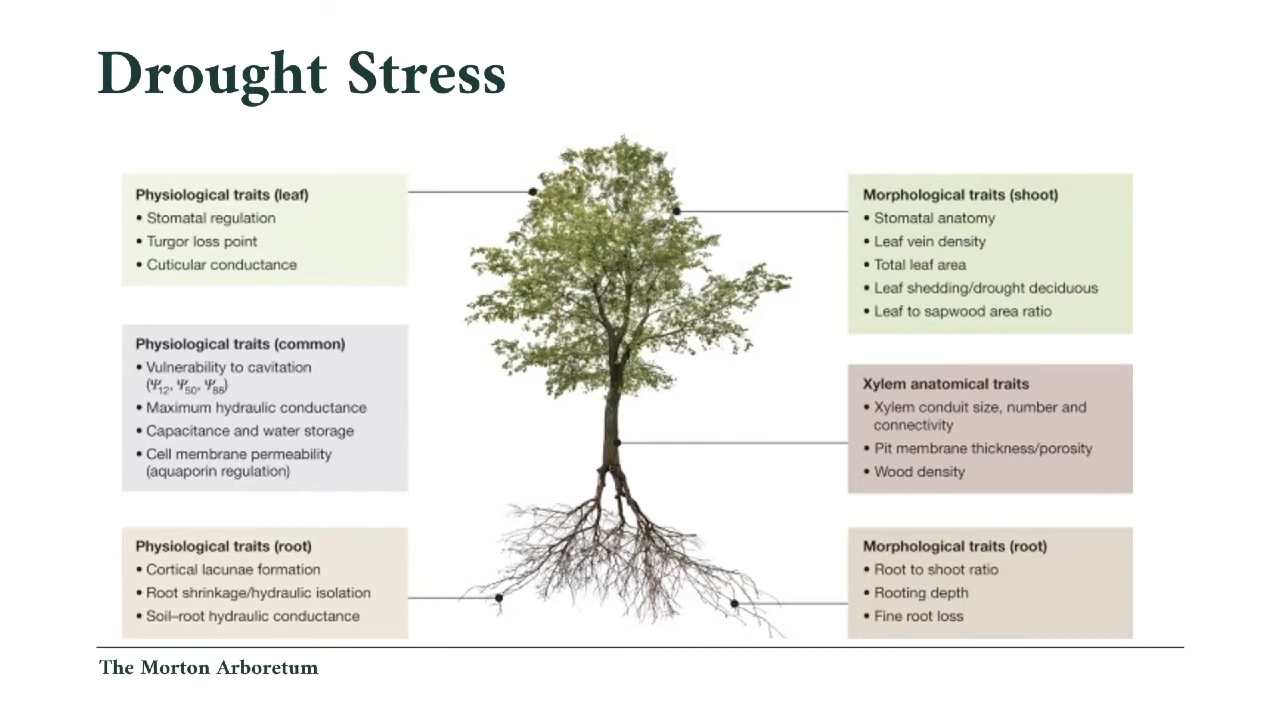 Drought Stress
Physiological traits (leaf)
• Stomatal regulation
• Turgor loss point
• Cuticular conductance
Physiological traits (common)
• Vulnerability to cavitation
(Ψ12, Ψ50, Ψ88)
• Maximum hydraulic conductance
• Capacitance and water storage
• Cell membrane permeability
(aquaporin regulation)
Physiological traits (root)
• Cortical lacunae formation
• Root shrinkage/hydraulic isolation
• Soil–root hydraulic conductance
Morphological traits (shoot)
• Stomatal anatomy
• Leaf vein density
• Total leaf area
• Leaf shedding/drought deciduous
• Leaf to sapwood area ratio
Xylem anatomical traits
• Xylem conduit size, number and
connectivity
• Pit membrane thickness/porosity
• Wood density
Morphological traits (root)
• Root to shoot ratio
• Rooting depth
• Fine root loss
The Morton Arboretum